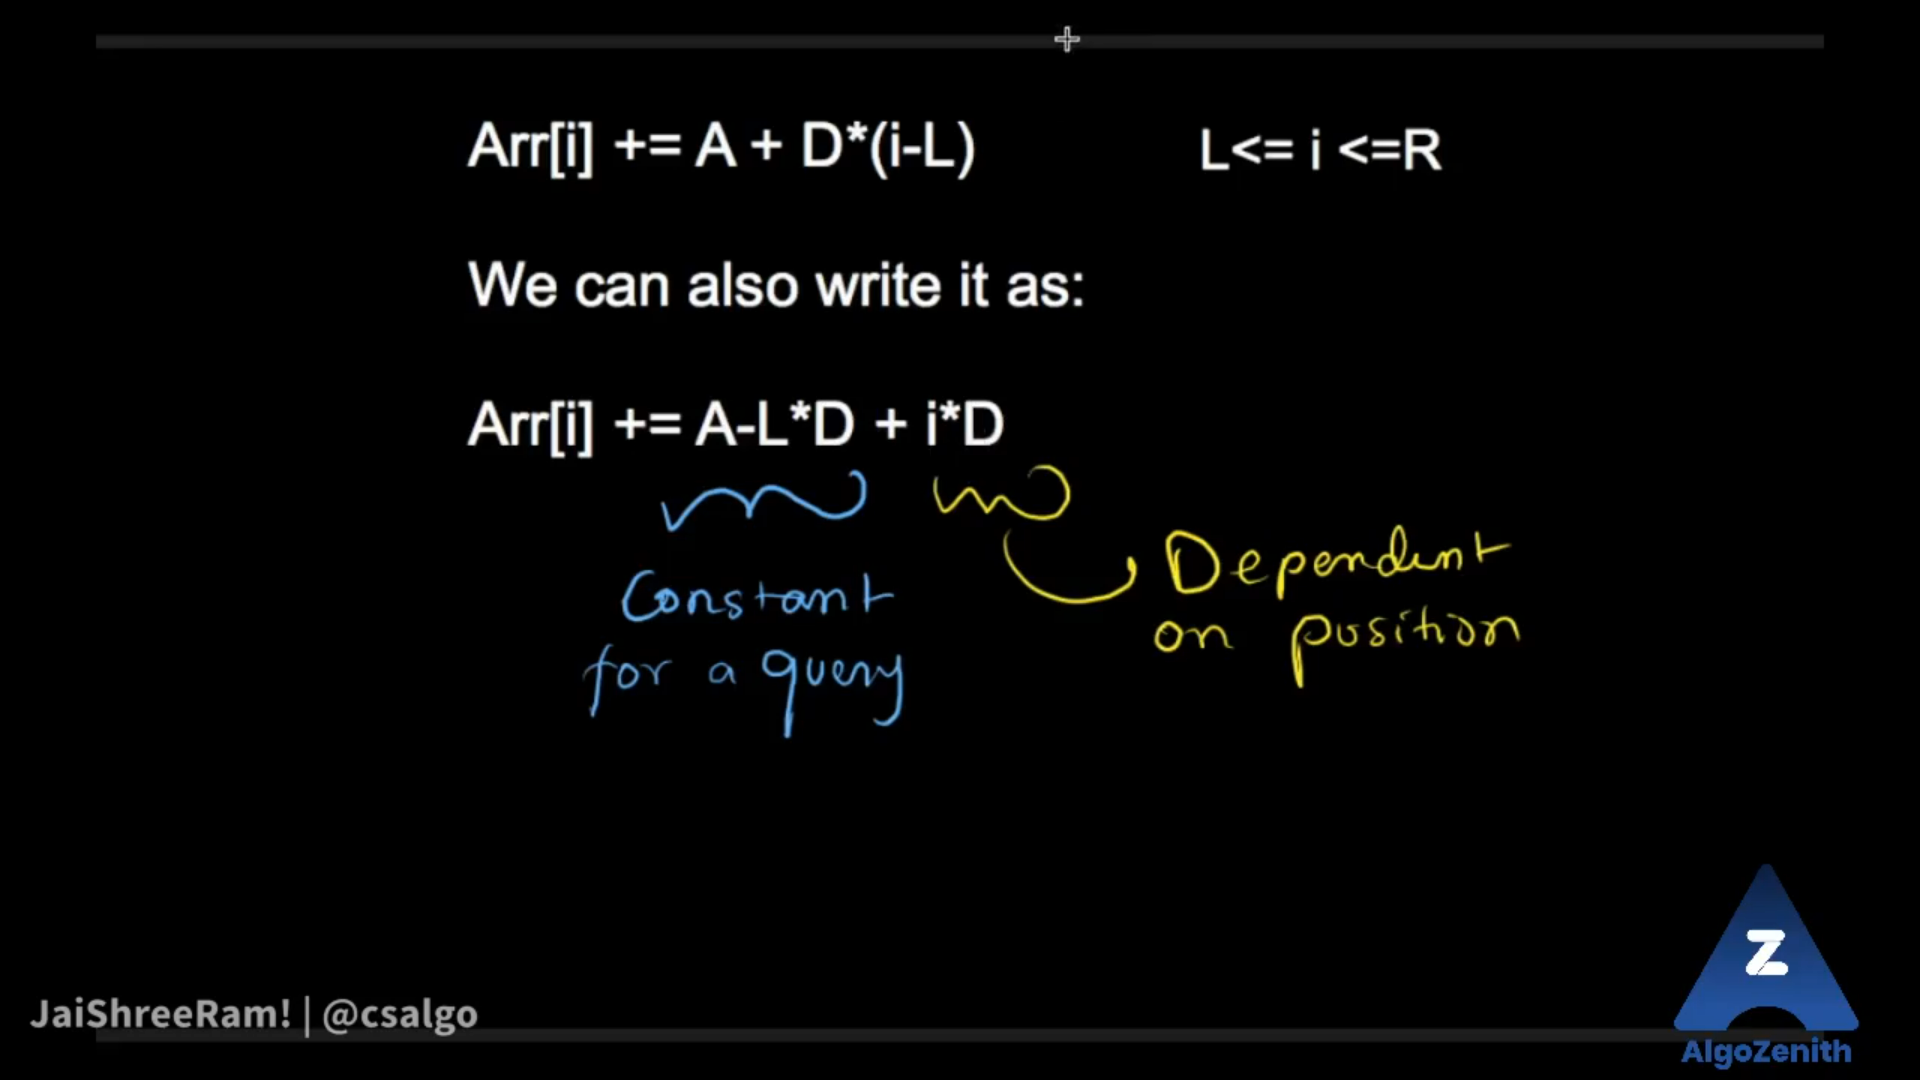 Arr[i] += A + D*(i-L) L<= i <=R
We can also write it as:
Arr[i] += A-L*D + i*D
Constant
for a query
Dependent
on position
JaiShreeRam! | @csalgo
Z
AlgoZenith